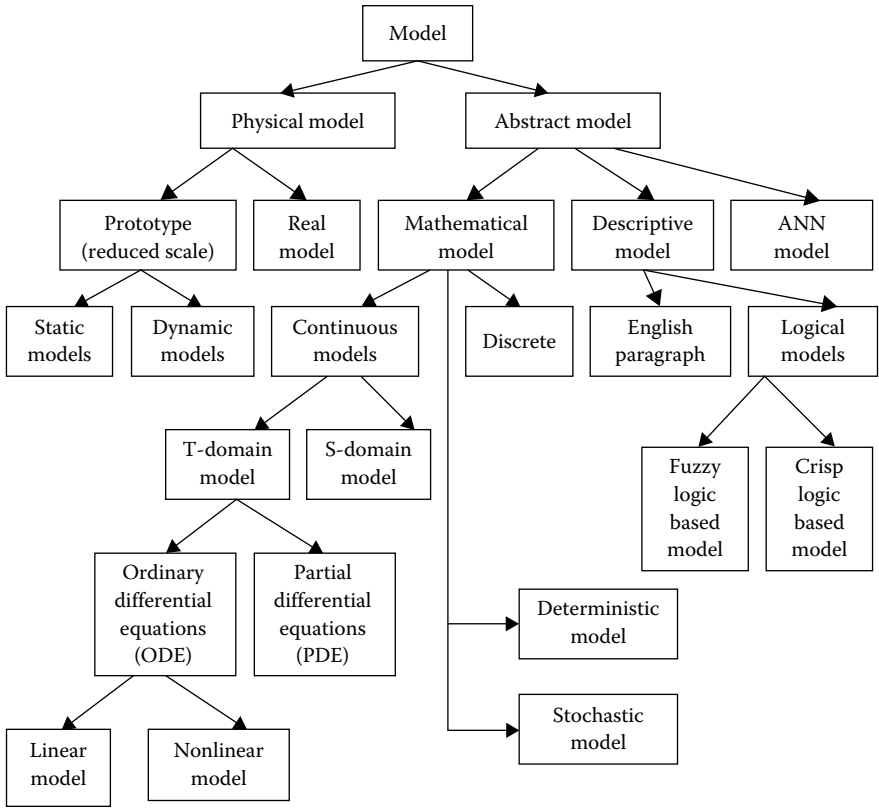 Model
Physical model
Abstract model
Prototype
(reduced scale)
Real
model
Mathematical
model
Descriptive
model
ANN
model
Static
models
Dynamic
models
Continuous
models
Discrete
English
paragraph
Logical
models
T-domain
model
S-domain
model
Fuzzy
logic
based
model
Crisp
logic
based
model
Ordinary
differential
equations
(ODE)
Partial
differential
equations
(PDE)
Deterministic
model
Stochastic
model
Linear
model
Nonlinear
model